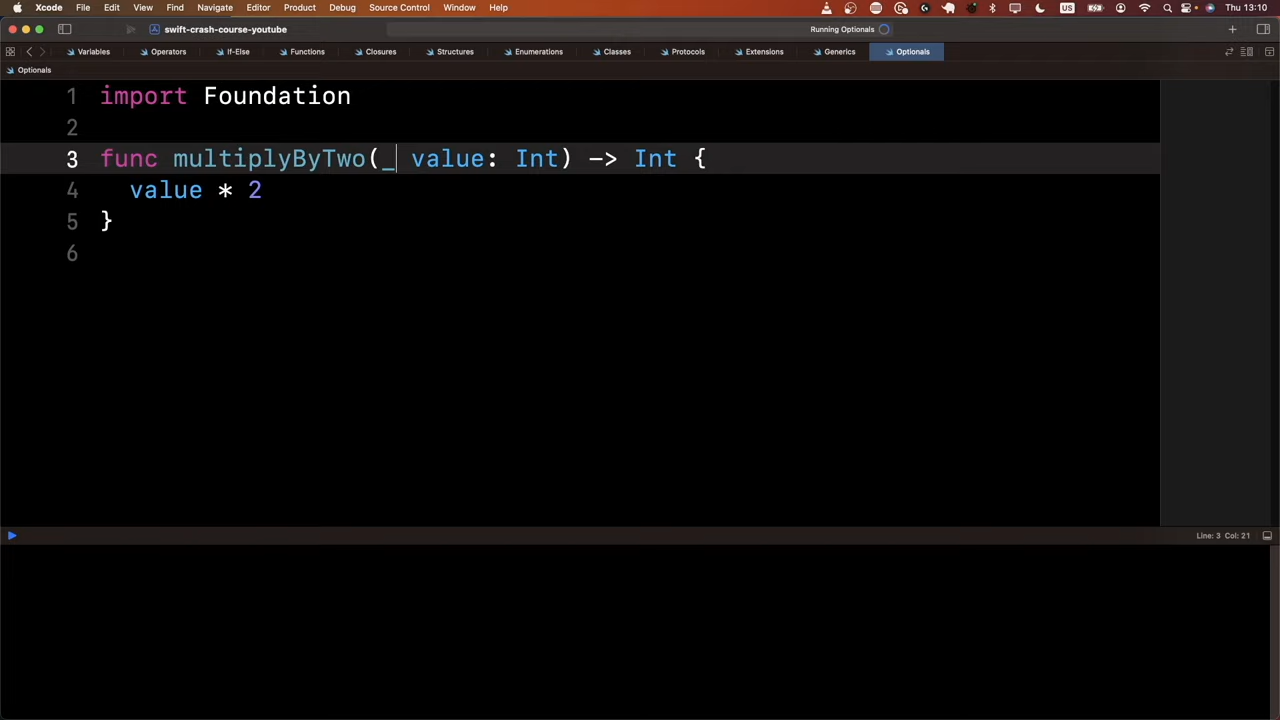 Xcode File Edit View Find Navigate Editor Product Debug Source Control Window Help US Thu 13:10
swift-crash-course-youtube Running Optionals
Variables Operators If-Else Functions Closures Structures Enumerations Classes Protocols Extensions Generics Optionals
Optionals
1 import Foundation
2
3 func multiplyByTwo(_ value: Int) -> Int {
4 value * 2
5 }
6
Line: 3 Col: 21